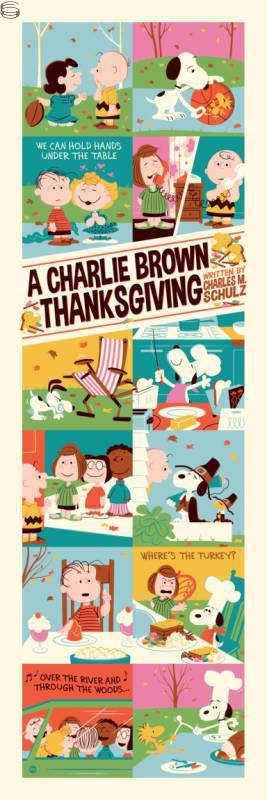 WE CAN HOLD HANDS
UNDER THE TABLE
A CHARLIE BROWN
THANKSGIVING
WRITTEN BY
CHARLES M.
SCHULZ
WHERE'S THE TURKEY?
OVER THE RIVER AND
THROUGH THE WOODS...